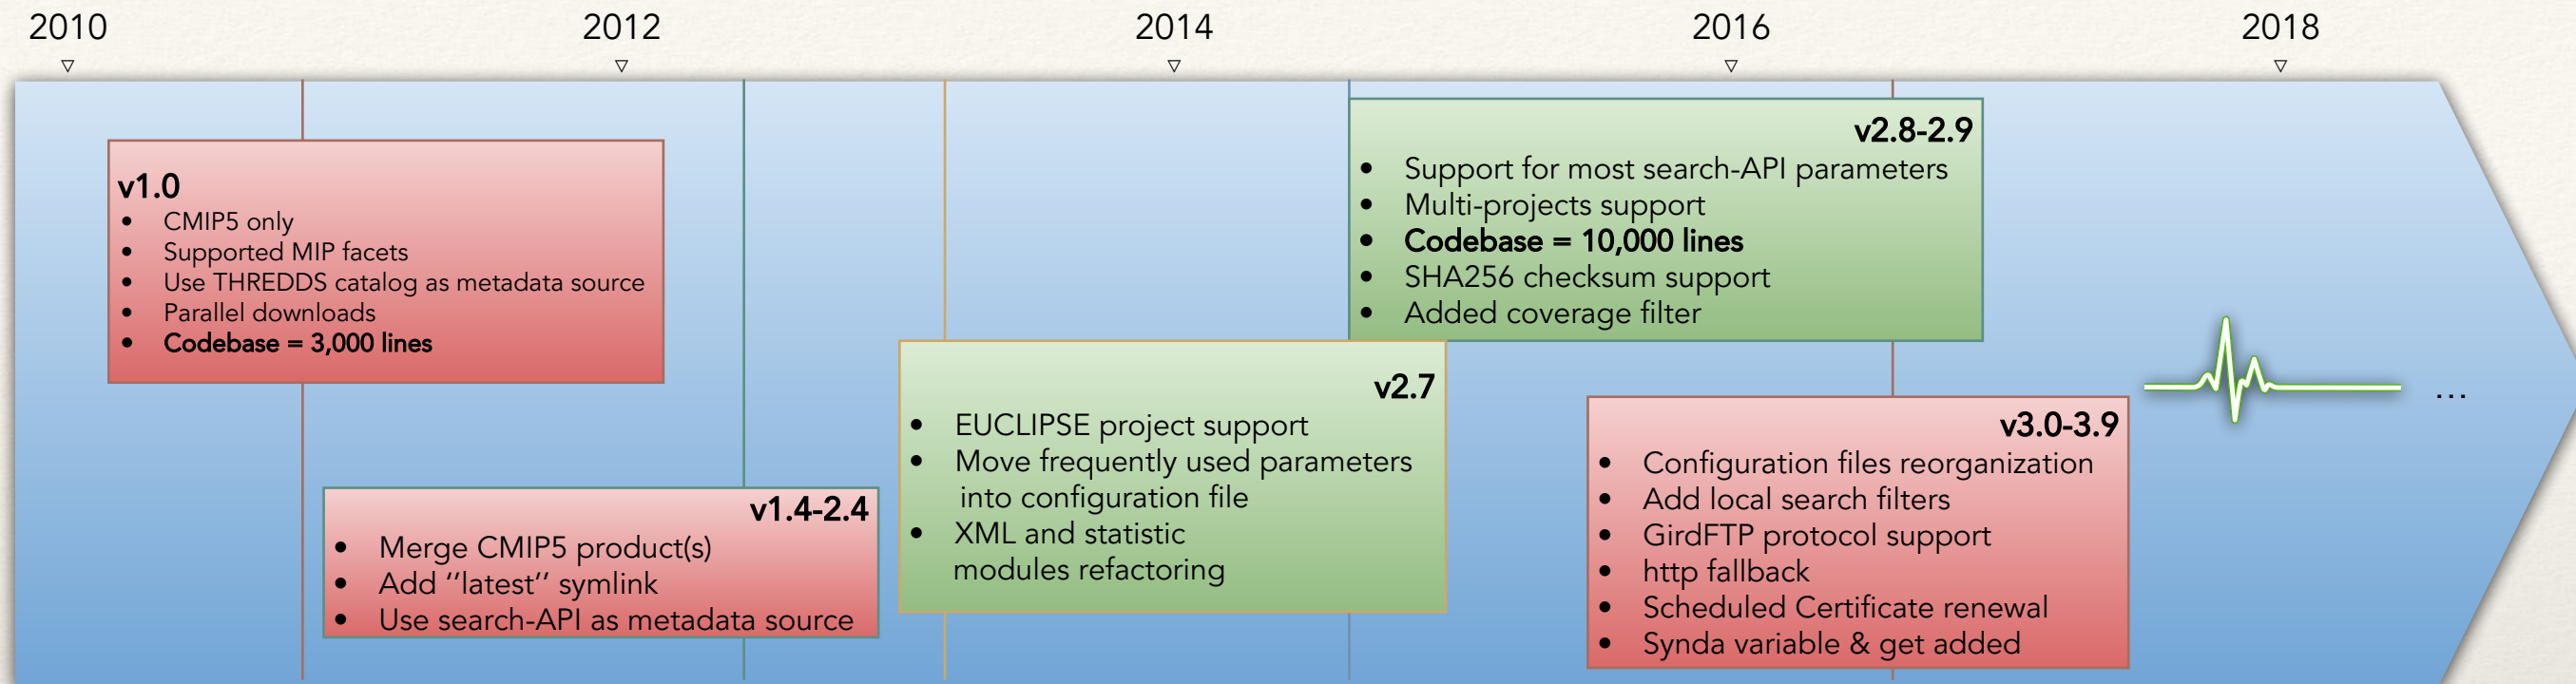 2010
2012
2014
2016
2018
v1.0
• CMIP5 only
• Supported MIP facets
• Use THREDDS catalog as metadata source
• Parallel downloads
• Codebase = 3,000 lines
v1.4-2.4
• Merge CMIP5 product(s)
• Add ‘‘latest’’ symlink
• Use search-API as metadata source
v2.7
• EUCLIPSE project support
• Move frequently used parameters
into configuration file
• XML and statistic
modules refactoring
v2.8-2.9
• Support for most search-API parameters
• Multi-projects support
• Codebase = 10,000 lines
• SHA256 checksum support
• Added coverage filter
v3.0-3.9
• Configuration files reorganization
• Add local search filters
• GirdFTP protocol support
• http fallback
• Scheduled Certificate renewal
• Synda variable & get added
...